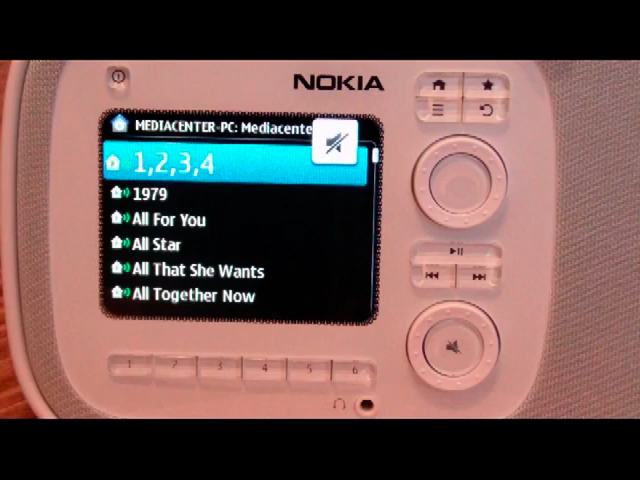 NOKIA
MEDIACENTER-PC: Mediacente
1,2,3,4
1979
All For You
All Star
All That She Wants
All Together Now
1 2 3 4 5 6